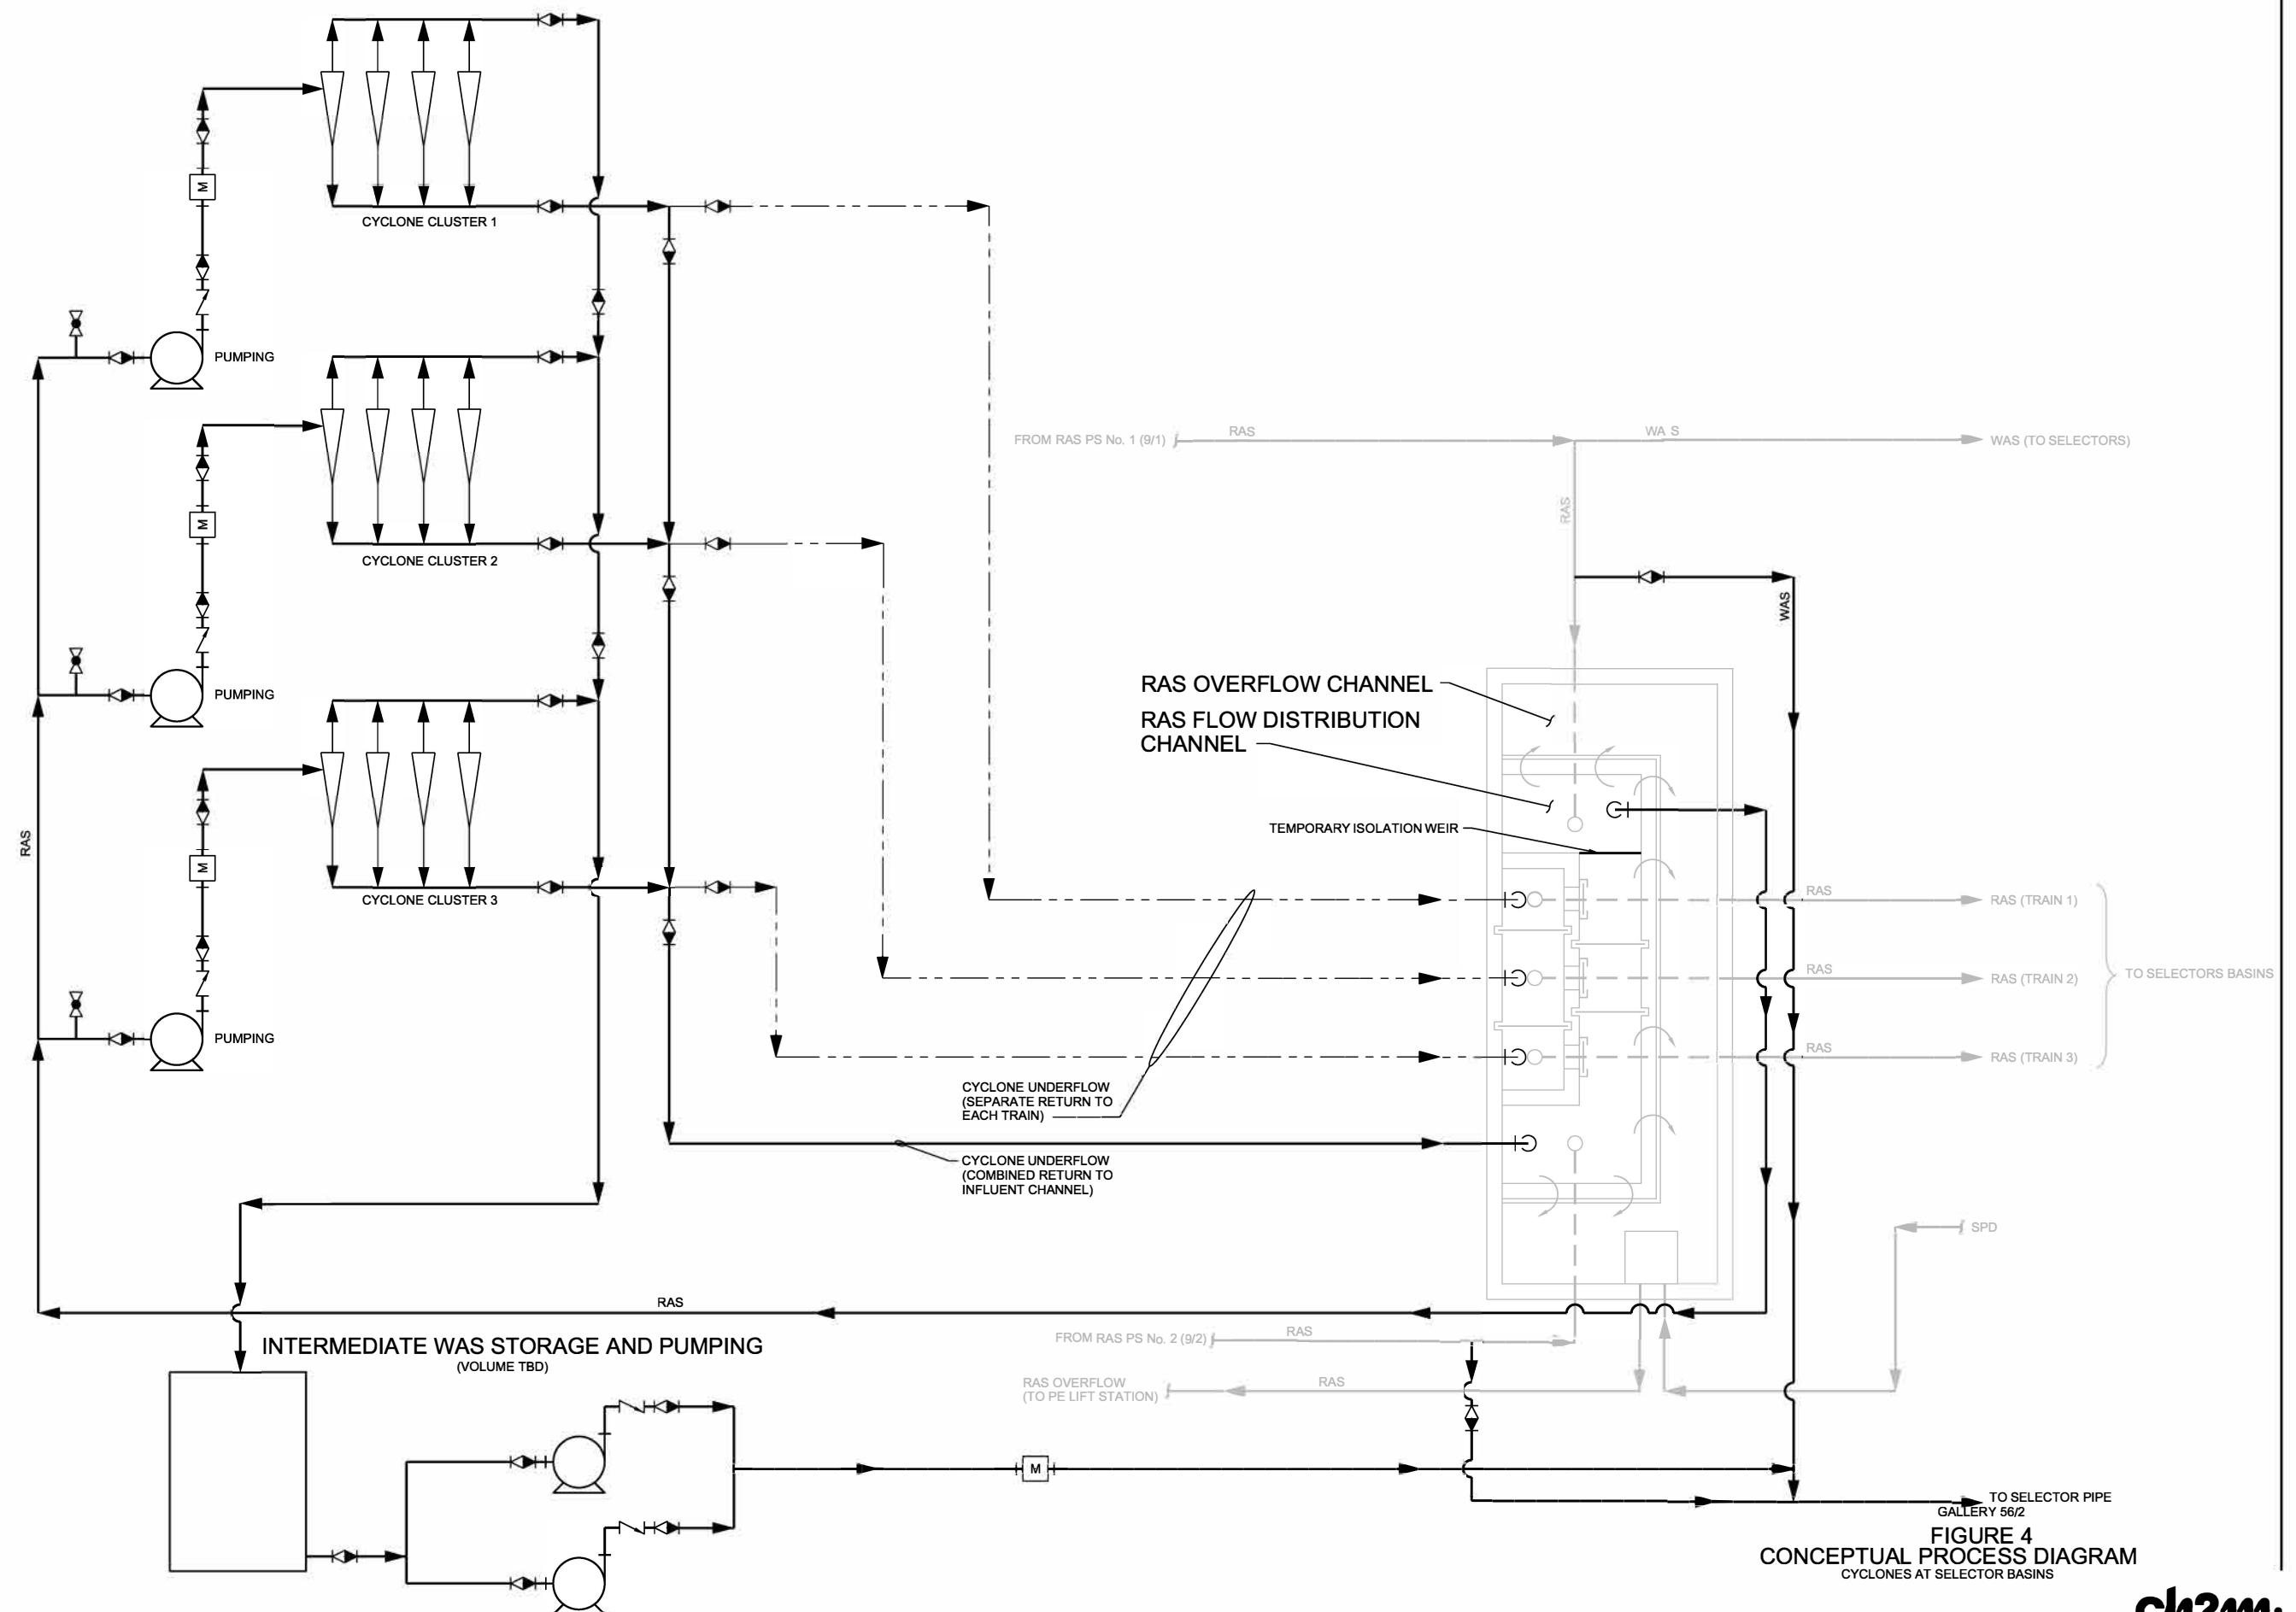 CYCLONE CLUSTER 1
M
PUMPING
CYCLONE CLUSTER 2
M
PUMPING
CYCLONE CLUSTER 3
M
PUMPING
RAS
FROM RAS PS No. 1 (9/1)
RAS
WA S
WAS (TO SELECTORS)
RAS
WAS
RAS OVERFLOW CHANNEL
RAS FLOW DISTRIBUTION
CHANNEL
TEMPORARY ISOLATION WEIR
RAS
RAS (TRAIN 1)
RAS
RAS (TRAIN 2)
TO SELECTORS BASINS
RAS
RAS (TRAIN 3)
CYCLONE UNDERFLOW
(SEPARATE RETURN TO
EACH TRAIN)
CYCLONE UNDERFLOW
(COMBINED RETURN TO
INFLUENT CHANNEL)
SPD
RAS
INTERMEDIATE WAS STORAGE AND PUMPING
(VOLUME TBD)
FROM RAS PS No. 2 (9/2)
RAS
RAS OVERFLOW
(TO PE LIFT STATION)
RAS
M
TO SELECTOR PIPE
GALLERY 56/2
FIGURE 4
CONCEPTUAL PROCESS DIAGRAM
CYCLONES AT SELECTOR BASINS
ch2m.